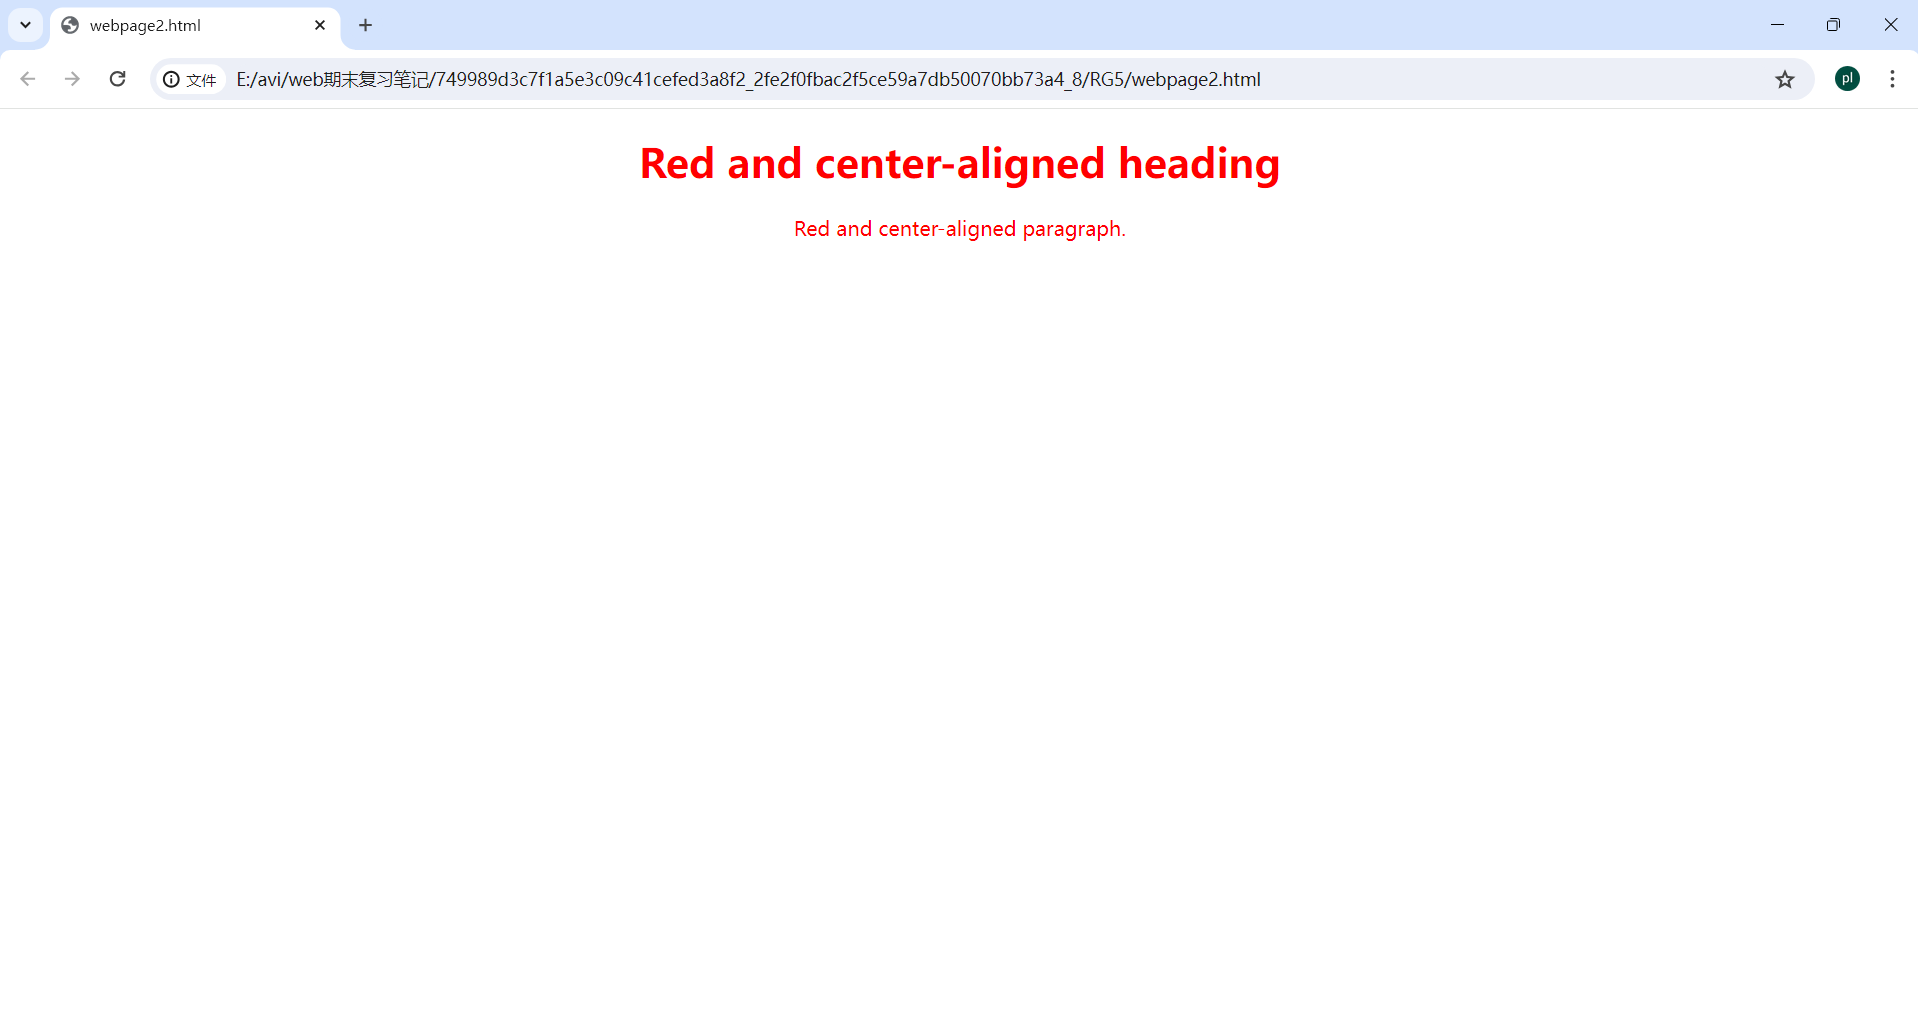 webpage2.html
文件 E:/avi/web期末复习笔记/749989d3c7f1a5e3c09c41cefed3a8f2_2fe2f0fbac2f5ce59a7db50070bb73a4_8/RG5/webpage2.html
pl
Red and center-aligned heading
Red and center-aligned paragraph.